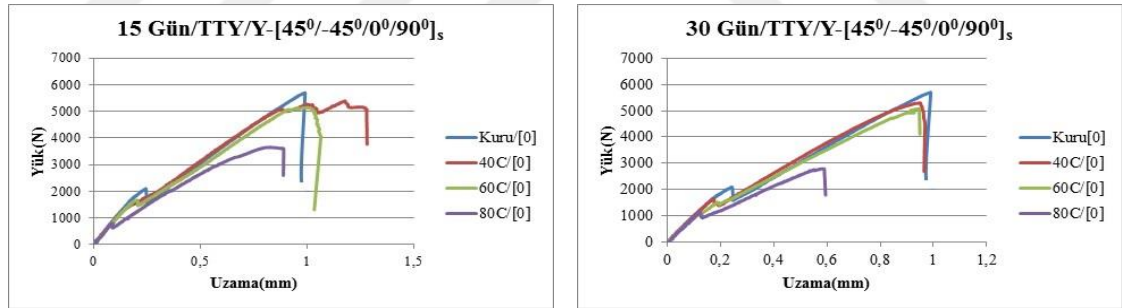 15 Gün/TTY/Y-[45⁰/-45⁰/0⁰/90⁰]ₛ
7000
6000
5000
4000
3000
2000
1000
0
Yük(N)
0
0,5
1
1,5
Uzama(mm)
Kuru/[0]
40C/[0]
60C/[0]
80C/[0]
30 Gün/TTY/Y-[45⁰/-45⁰/0⁰/90⁰]ₛ
7000
6000
5000
4000
3000
2000
1000
0
Yük(N)
0
0,2
0,4
0,6
0,8
1
1,2
Uzama(mm)
Kuru[0]
40C/[0]
60C/[0]
80C/[0]